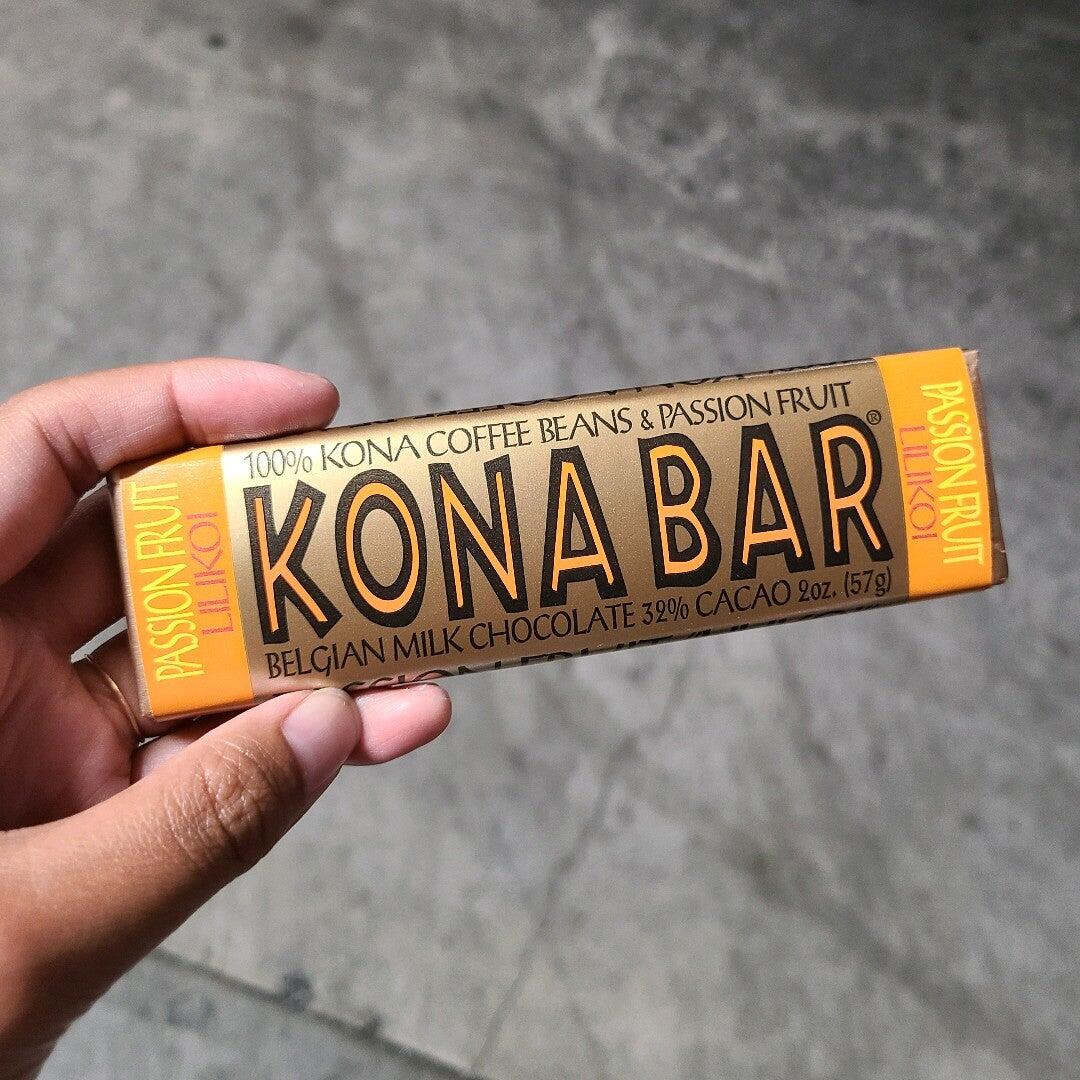 100% KONA COFFEE BEANS & PASSION FRUIT
KONA BAR®
BELGIAN MILK CHOCOLATE 32% CACAO 2oz. (57g)
PASSION FRUIT
LILIKOI
PASSION FRUIT
LILIKOI